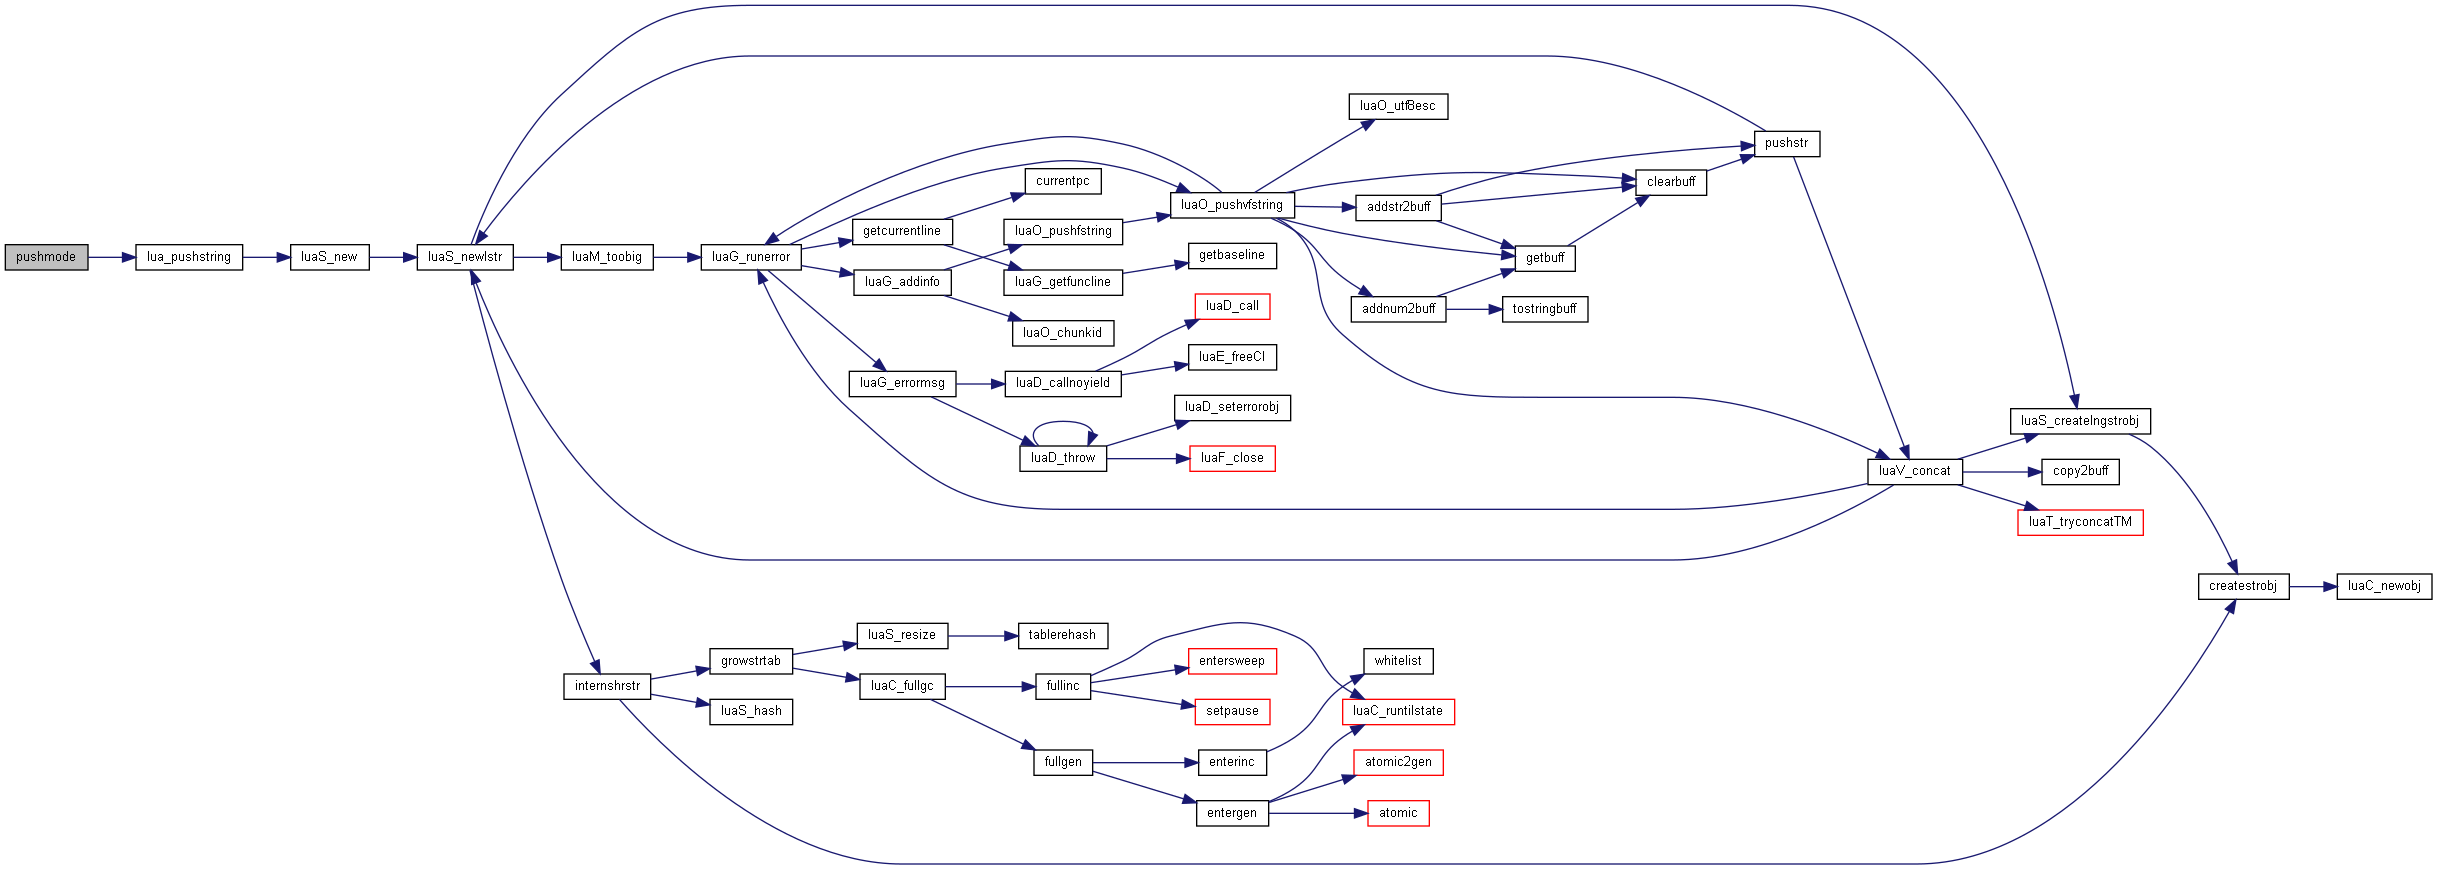 pushmode
lua_pushstring
luaS_new
luaS_newlstr
luaM_toobig
luaG_runerror
getcurrentline
luaG_addinfo
luaG_errormsg
currentpc
luaO_pushfstring
luaG_getfuncline
luaO_chunkid
luaD_callnoyield
luaD_throw
luaO_pushvfstring
getbaseline
luaD_call
luaE_freeCI
luaD_seterrorobj
luaF_close
luaO_utf8esc
addstr2buff
addnum2buff
getbuff
tostringbuff
clearbuff
pushstr
luaV_concat
luaS_createlngstrobj
copy2buff
luaT_tryconcatTM
createstrobj
luaC_newobj
internshrstr
growstrtab
luaS_hash
luaS_resize
luaC_fullgc
tablerehash
fullinc
fullgen
entersweep
setpause
enterinc
entergen
whitelist
luaC_runtilstate
atomic2gen
atomic